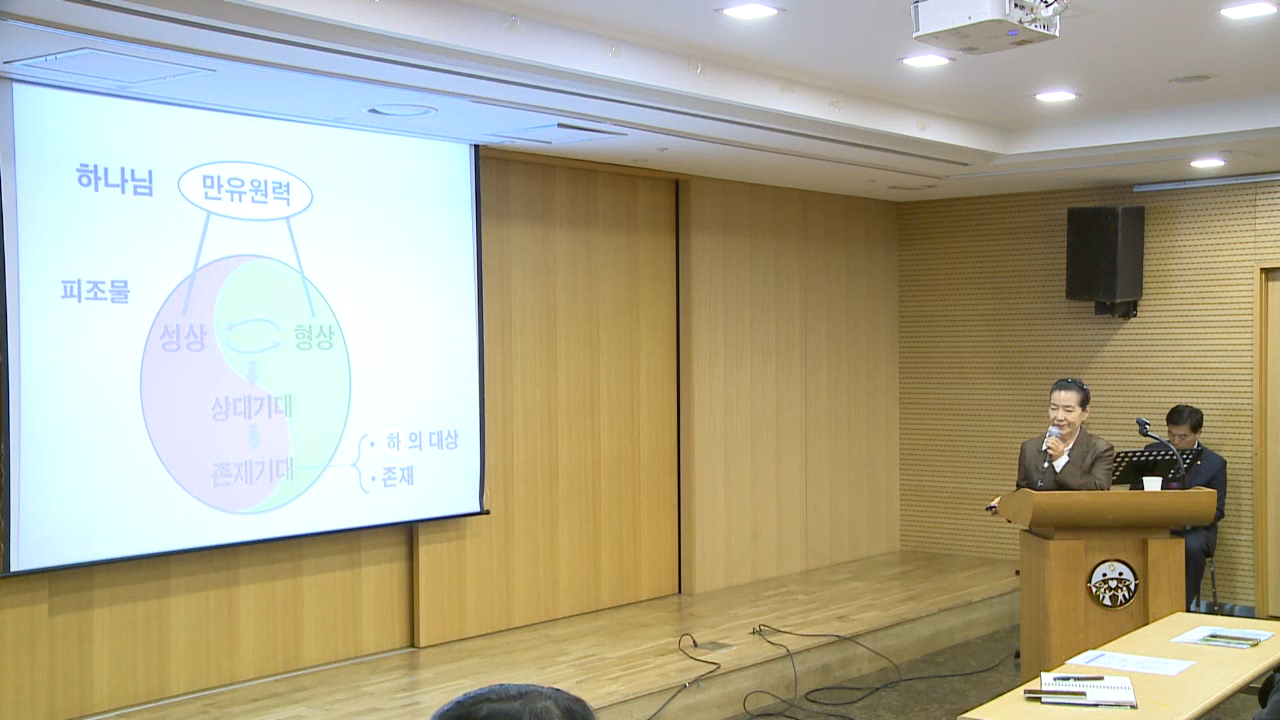 하나님 만유원력
피조물
성상 형상
상대기대
존재기대
• 하 의 대상
• 존재